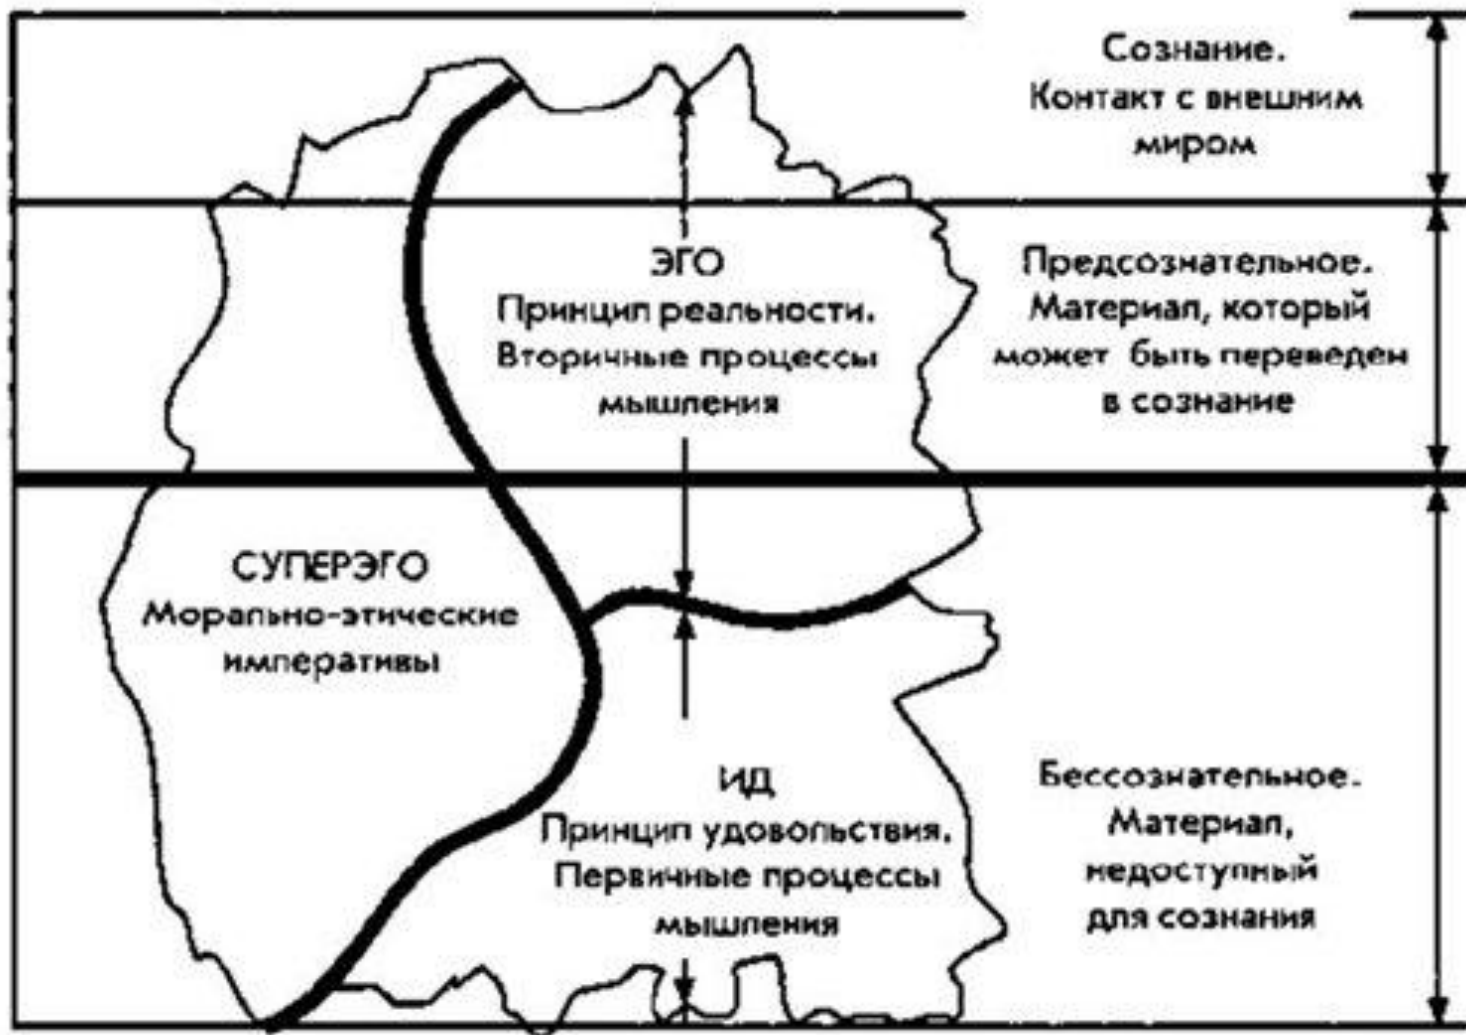 Сознание.
Контакт с внешним
миром
ЭГО
Принцип реальности.
Вторичные процессы
мышления
Предсознательное.
Материал, который
может быть переведен
в сознание
СУПЕРЭГО
Морально-этические
императивы
ИД
Принцип удовольствия.
Первичные процессы
мышления
Бессознательное.
Материал,
недоступный
для сознания